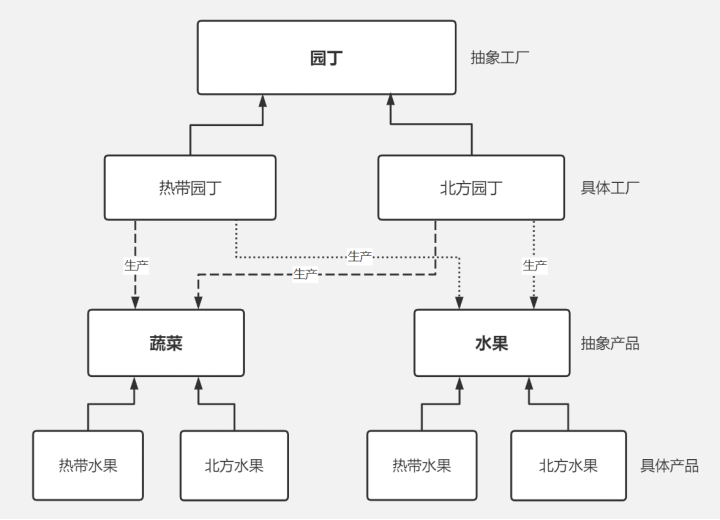 园丁
抽象工厂
热带园丁
北方园丁
具体工厂
生产
生产
生产
生产
蔬菜
水果
抽象产品
热带水果
北方水果
热带水果
北方水果
具体产品